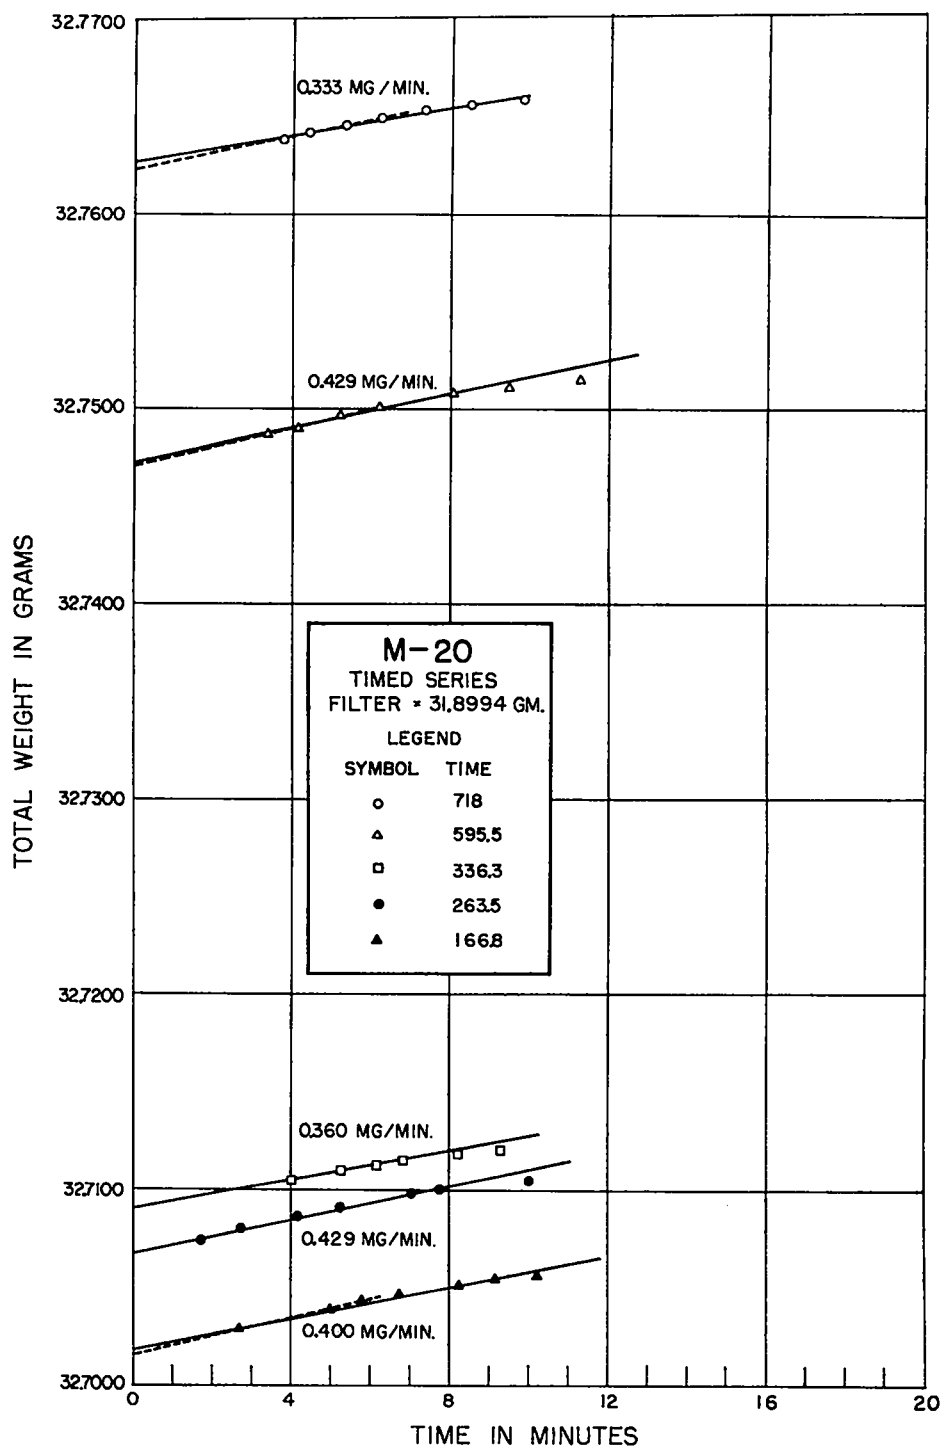 32.7700
0.333 MG/MIN.
32.7600
0.429 MG/MIN.
32.7500
32.7400
TOTAL WEIGHT IN GRAMS
M-20
TIMED SERIES
FILTER = 31.8994 GM.
LEGEND
SYMBOL TIME
718
595.5
336.3
263.5
166.8
32.7300
32.7200
0.360 MG/MIN.
32.7100
0.429 MG/MIN.
0.400 MG/MIN.
32.7000
0 4 8 12 16 20
TIME IN MINUTES